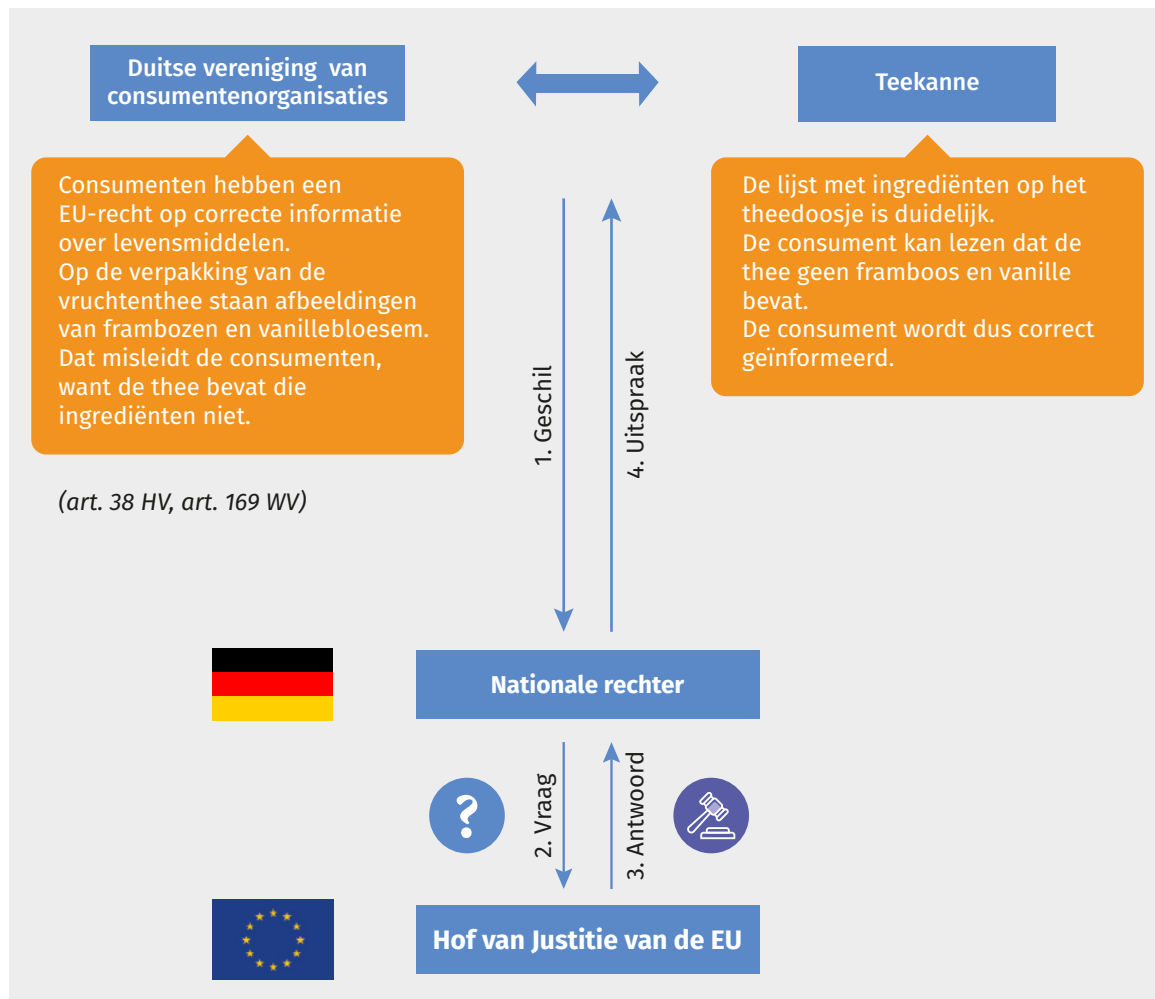 Duitse vereniging van
consumentenorganisaties
Teekanne
Consumenten hebben een
EU-recht op correcte informatie
over levensmiddelen.
Op de verpakking van de
vruchtenthee staan afbeeldingen
van frambozen en vanillebloesem.
Dat misleidt de consumenten,
want de thee bevat die
ingrediënten niet.
De lijst met ingrediënten op het
theedoosje is duidelijk.
De consument kan lezen dat de
thee geen framboos en vanille
bevat.
De consument wordt dus correct
geïnformeerd.
(art. 38 HV, art. 169 WV)
1. Geschil
4. Uitspraak
Nationale rechter
?
2. Vraag
3. Antwoord
Hof van Justitie van de EU